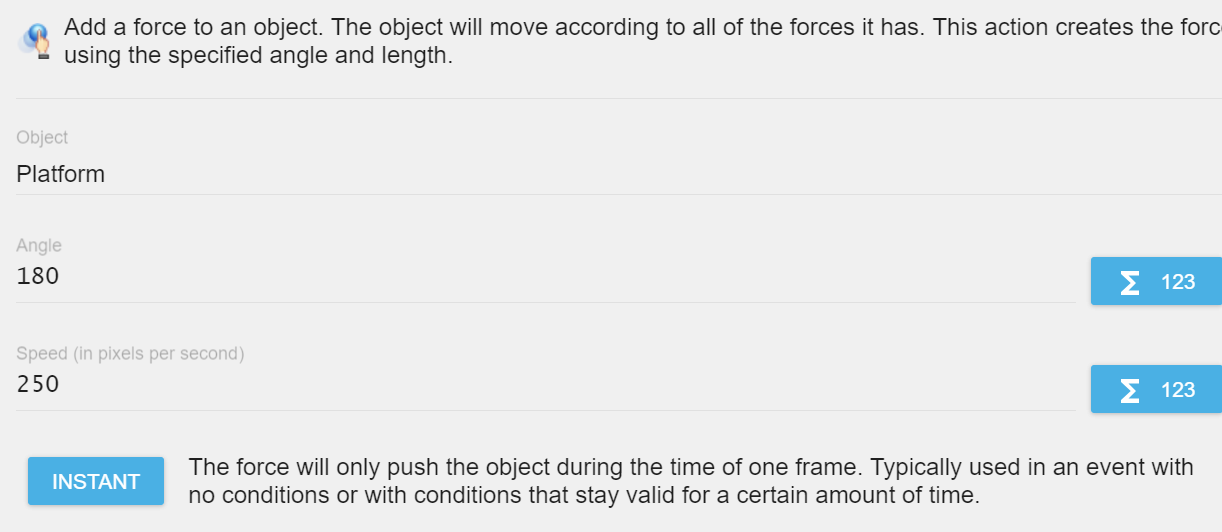 Add a force to an object. The object will move according to all of the forces it has. This action creates the forc
using the specified angle and length.
Object
Platform
Angle
180
Σ 123
Speed (in pixels per second)
250
Σ 123
INSTANT
The force will only push the object during the time of one frame. Typically used in an event with
no conditions or with conditions that stay valid for a certain amount of time.